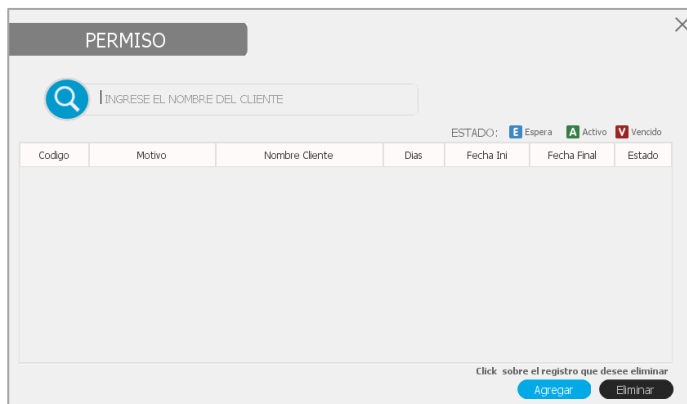 PERMISO
INGRESE EL NOMBRE DEL CLIENTE
ESTADO: E Espera A Activo V Vencido
Codigo Motivo Nombre Cliente Dias Fecha Ini Fecha Final Estado
Click sobre el registro que desee eliminar
Agregar Eliminar